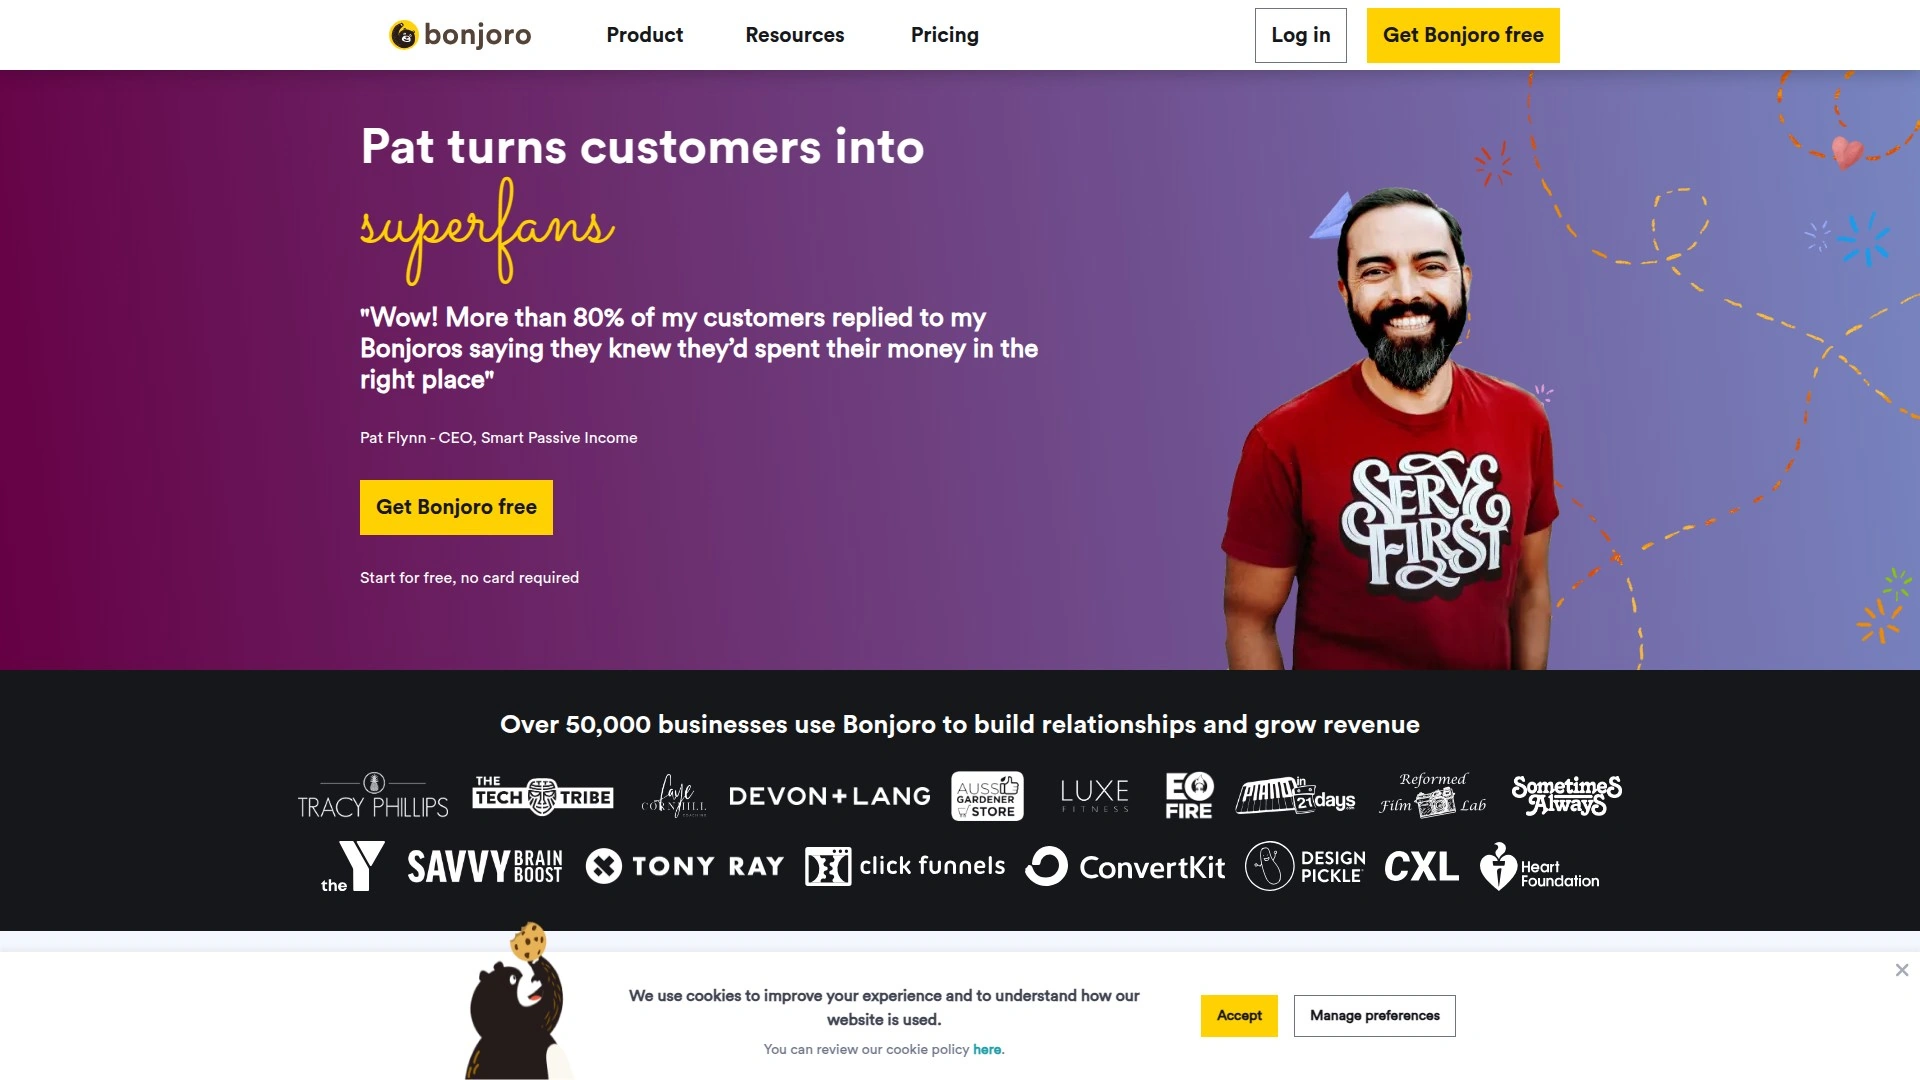 bonjoro
Product
Resources
Pricing
Log in
Get Bonjoro free
Pat turns customers into
superfans
"Wow! More than 80% of my customers replied to my
Bonjoros saying they knew they’d spent their money in the
right place"
Pat Flynn - CEO, Smart Passive Income
Get Bonjoro free
Start for free, no card required
SERVE
FIRST
Over 50,000 businesses use Bonjoro to build relationships and grow revenue
TRACY PHILLIPS
THE
TECH TRIBE
faye
CORNHILL
DEVON+LANG
AUSSI
GARDENER
STORE
LUXE
FITNESS
EO
FIRE
PIANO in
21 days
Reformed
Film Lab
SometimeS
AlwayS
the Y
SAVVY BRAIN
BOOST
TONY RAY
click funnels
ConvertKit
DESIGN
PICKLE
CXL
Heart
Foundation
We use cookies to improve your experience and to understand how our
website is used.
You can review our cookie policy here.
Accept
Manage preferences